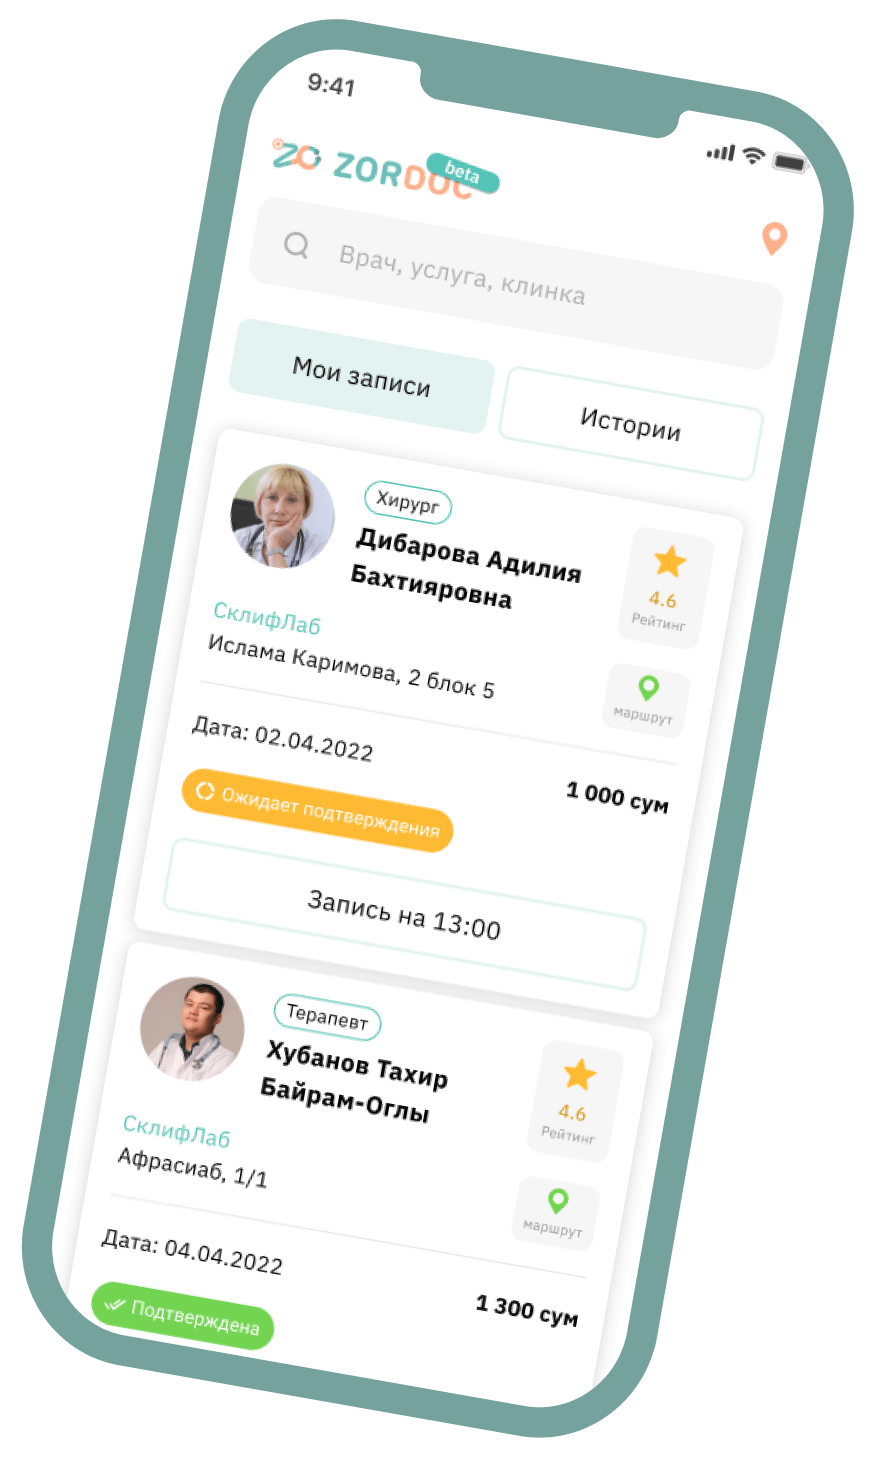 9:41
ZORDOC beta
Врач, услуга, клинка
Мои записи
Истории
Хирург
Дибарова Адилия
Бахтияровна
4.6
Рейтинг
СклифЛаб
Ислама Каримова, 2 блок 5
маршрут
Дата: 02.04.2022
1 000 сум
Ожидает подтверждения
Запись на 13:00
Терапевт
Хубанов Тахир
Байрам-Оглы
4.6
Рейтинг
СклифЛаб
Афрасиаб, 1/1
маршрут
Дата: 04.04.2022
1 300 сум
Подтверждена